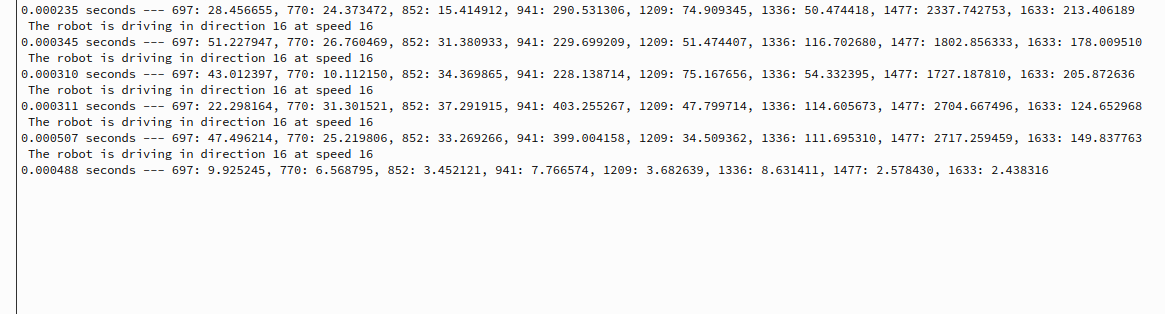 0.000235 seconds --- 697: 28.456655, 770: 24.373472, 852: 15.414912, 941: 290.531306, 1209: 74.909345, 1336: 50.474418, 1477: 2337.742753, 1633: 213.406189
The robot is driving in direction 16 at speed 16
0.000345 seconds --- 697: 51.227947, 770: 26.760469, 852: 31.380933, 941: 229.699209, 1209: 51.474407, 1336: 116.702680, 1477: 1802.856333, 1633: 178.009510
The robot is driving in direction 16 at speed 16
0.000310 seconds --- 697: 43.012397, 770: 10.112150, 852: 34.369865, 941: 228.138714, 1209: 75.167656, 1336: 54.332395, 1477: 1727.187810, 1633: 205.872636
The robot is driving in direction 16 at speed 16
0.000311 seconds --- 697: 22.298164, 770: 31.301521, 852: 37.291915, 941: 403.255267, 1209: 47.799714, 1336: 114.605673, 1477: 2704.667496, 1633: 124.652968
The robot is driving in direction 16 at speed 16
0.000507 seconds --- 697: 47.496214, 770: 25.219806, 852: 33.269266, 941: 399.004158, 1209: 34.509362, 1336: 111.695310, 1477: 2717.259459, 1633: 149.837763
The robot is driving in direction 16 at speed 16
0.000488 seconds --- 697: 9.925245, 770: 6.568795, 852: 3.452121, 941: 7.766574, 1209: 3.682639, 1336: 8.631411, 1477: 2.578430, 1633: 2.438316